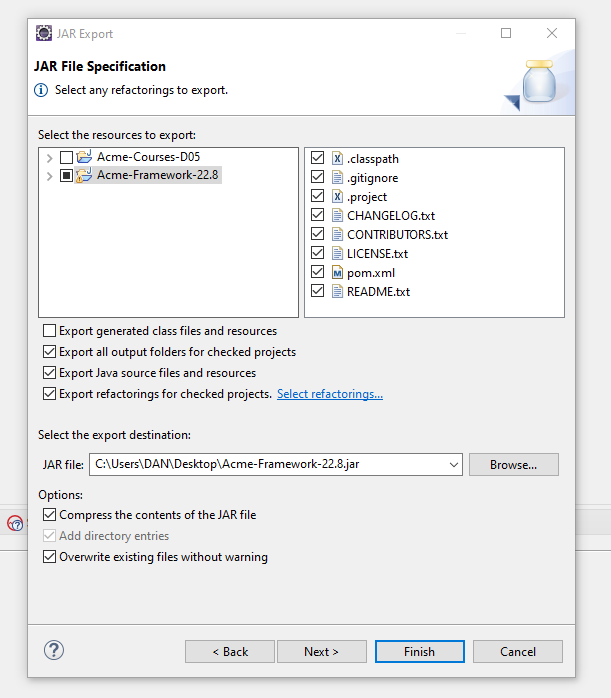 JAR Export
JAR File Specification
Select any refactorings to export.
Select the resources to export:
Acme-Courses-D05
Acme-Framework-22.8
.classpath
.gitignore
.project
CHANGELOG.txt
CONTRIBUTORS.txt
LICENSE.txt
pom.xml
README.txt
Export generated class files and resources
Export all output folders for checked projects
Export Java source files and resources
Export refactorings for checked projects. Select refactorings...
Select the export destination:
JAR file: C:\Users\DAN\Desktop\Acme-Framework-22.8.jar Browse...
Options:
Compress the contents of the JAR file
Add directory entries
Overwrite existing files without warning
? < Back Next > Finish Cancel